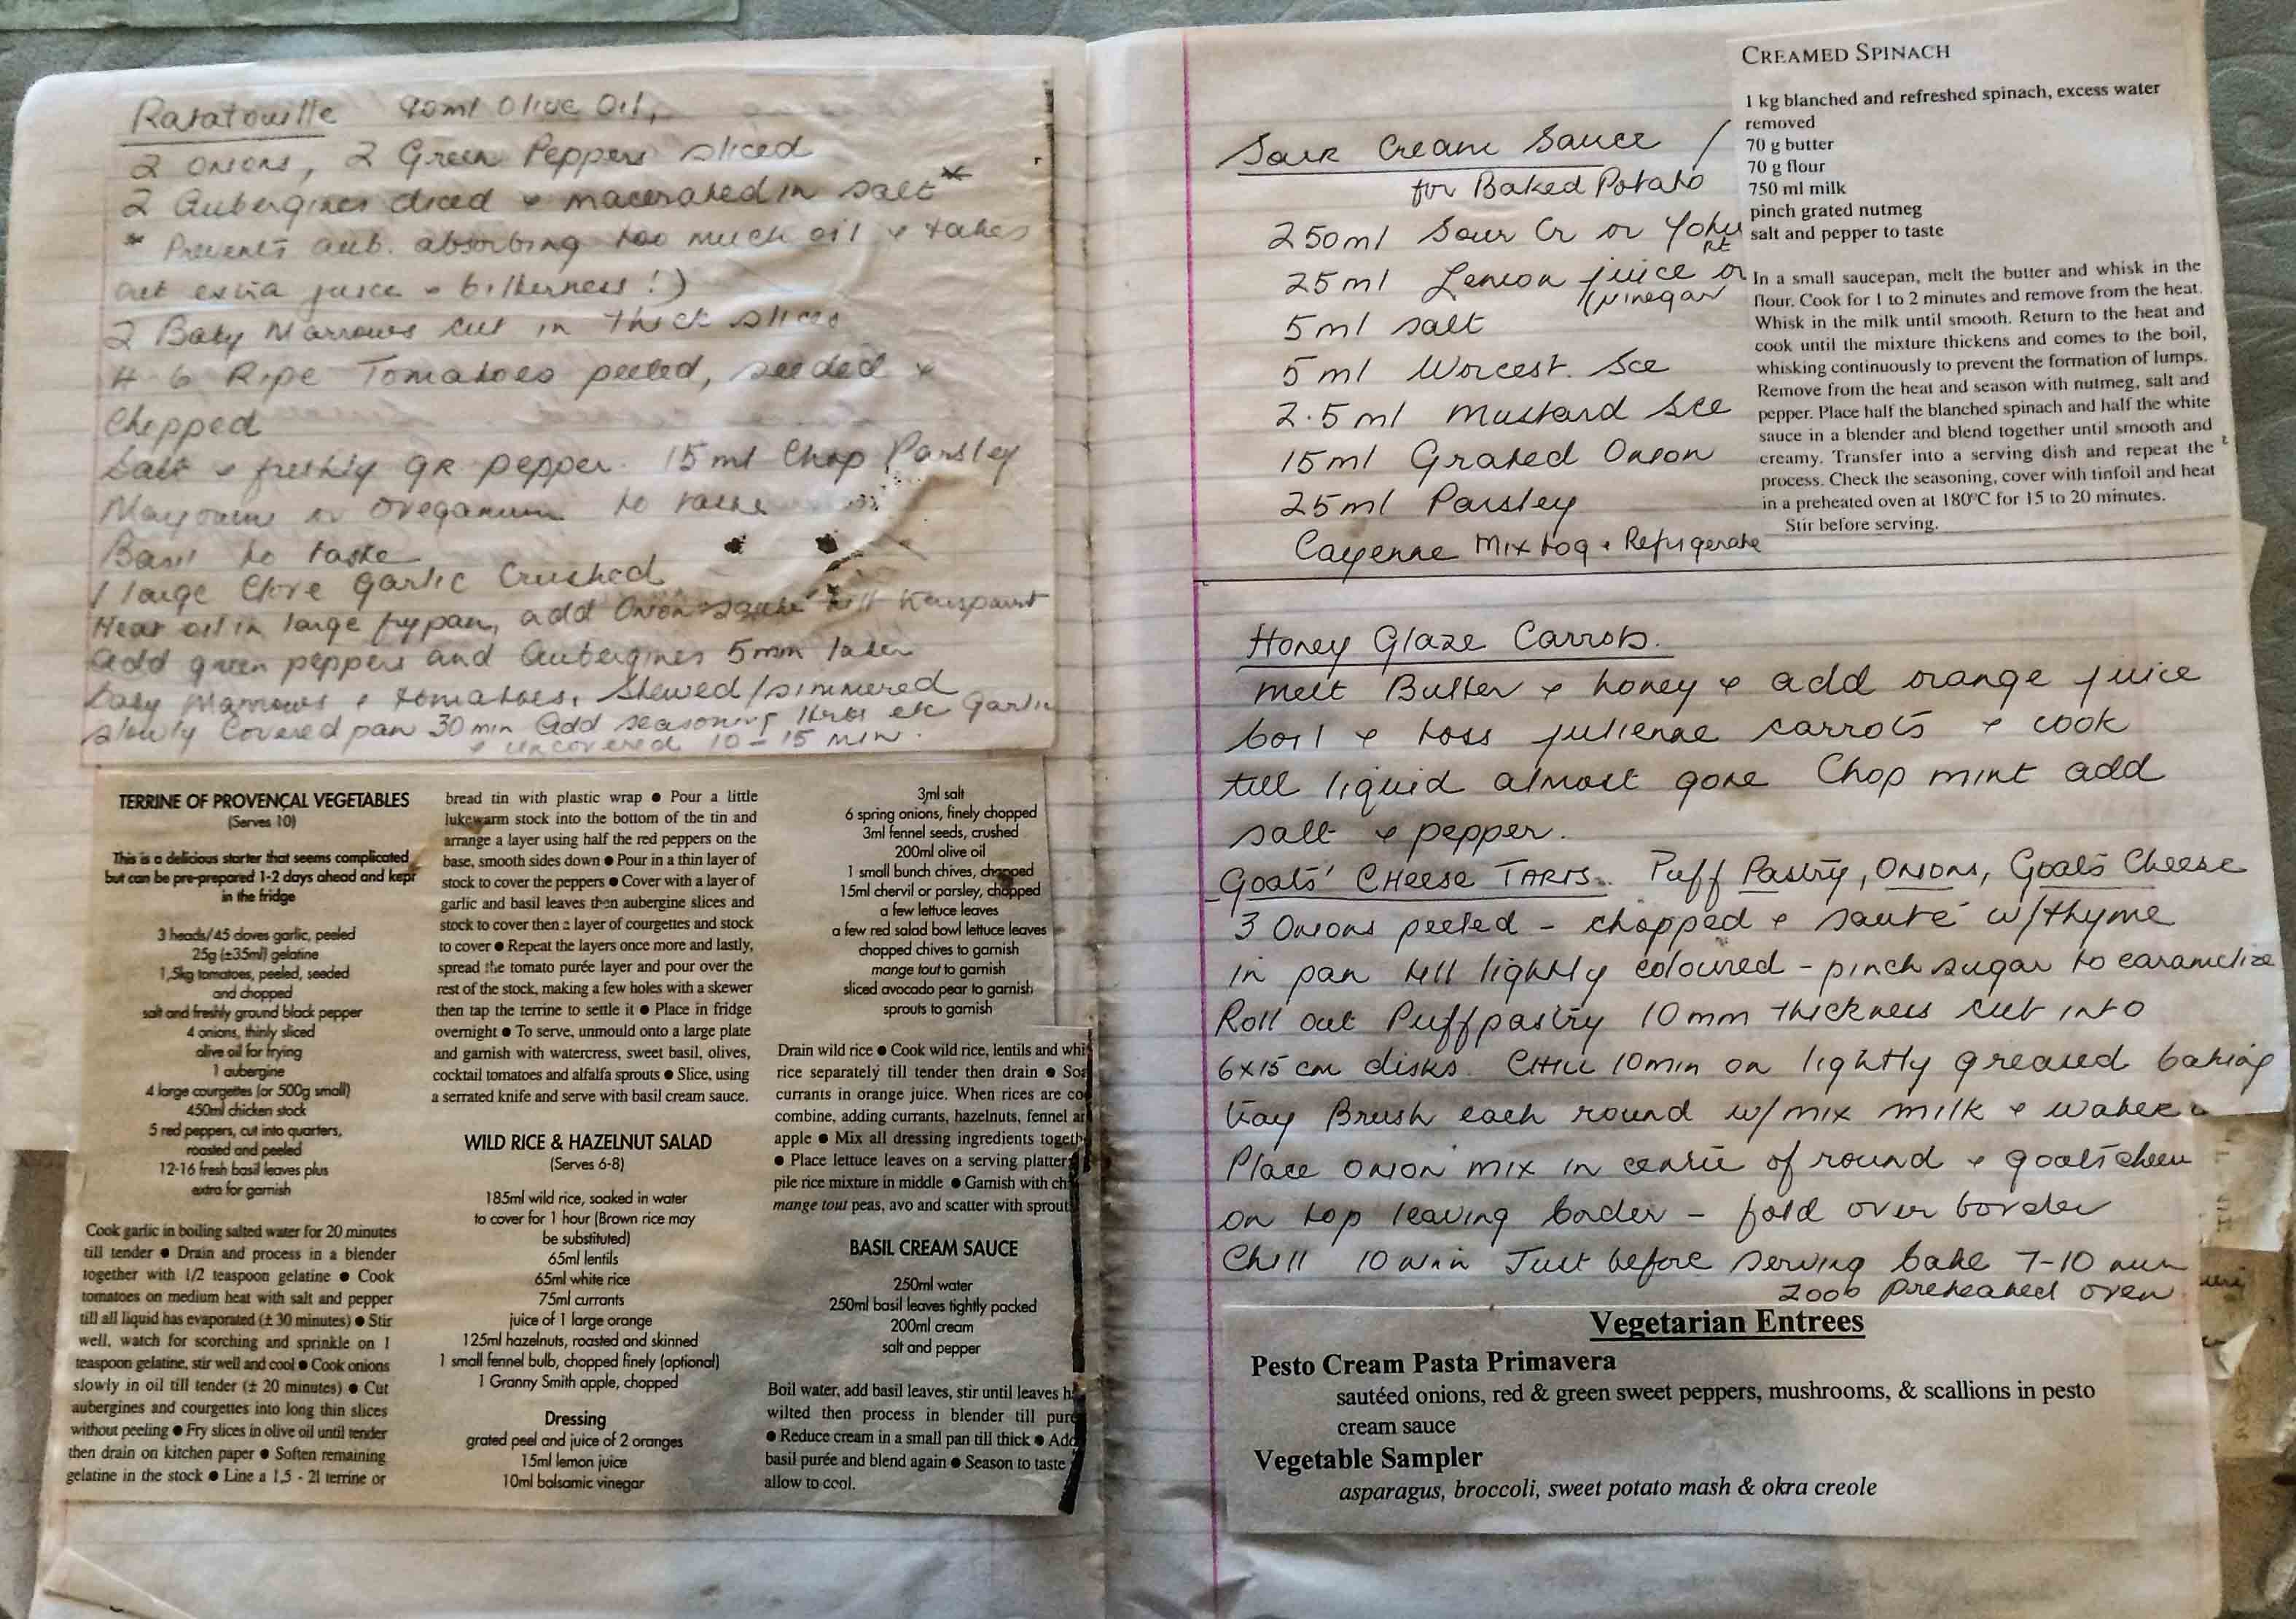 Ratatouille 90ml Olive Oil,
2 onions, 2 Green Peppers sliced
2 Aubergines diced & macerated in salt*
* Prevents aub. absorbing too much oil & takes
out extra juice & bitterness!)
2 Baby Marrows cut in thick slices
4-6 Ripe Tomatoes peeled, seeded &
Chopped
Salt & freshly gr pepper. 15ml Chop Parsley
Marjoram or Oreganum to taste
Basil to taste
1 large Clove Garlic Crushed
Heat oil in large frypan, add Onion sauté till transparent
add green peppers and Aubergines 5min later
baby Marrows & tomatoes. Stewed/simmered
slowly Covered pan 30 min Add seasoning Herbs etc Garlic
& uncovered 10-15 min.
TERRINE OF PROVENÇAL VEGETABLES
(Serves 10)
This is a delicious starter that seems complicated
but can be pre-prepared 1-2 days ahead and kept
in the fridge
3 heads/45 cloves garlic, peeled
25g (±35ml) gelatine
1,5kg tomatoes, peeled, seeded
and chopped
salt and freshly ground black pepper
4 onions, thinly sliced
olive oil for frying
1 aubergine
4 large courgettes (or 500g small)
450ml chicken stock
5 red peppers, cut into quarters,
roasted and peeled
12-16 fresh basil leaves plus
extra for garnish
Cook garlic in boiling salted water for 20 minutes
till tender ● Drain and process in a blender
together with 1/2 teaspoon gelatine ● Cook
tomatoes on medium heat with salt and pepper
till all liquid has evaporated (± 30 minutes) ● Stir
well, watch for scorching and sprinkle on 1
teaspoon gelatine, stir well and cool ● Cook onions
slowly in oil till tender (± 20 minutes) ● Cut
aubergines and courgettes into long thin slices
without peeling ● Fry slices in olive oil until tender
then drain on kitchen paper ● Soften remaining
gelatine in the stock ● Line a 1,5 - 2l terrine or
bread tin with plastic wrap ● Pour a little
lukewarm stock into the bottom of the tin and
arrange a layer using half the red peppers on the
base, smooth sides down ● Pour in a thin layer of
stock to cover the peppers ● Cover with a layer of
garlic and basil leaves then aubergine slices and
stock to cover then a layer of courgettes and stock
to cover ● Repeat the layers once more and lastly,
spread the tomato purée layer and pour over the
rest of the stock, making a few holes with a skewer
then tap the terrine to settle it ● Place in fridge
overnight ● To serve, unmould onto a large plate
and garnish with watercress, sweet basil, olives,
cocktail tomatoes and alfalfa sprouts ● Slice, using
a serrated knife and serve with basil cream sauce.
WILD RICE & HAZELNUT SALAD
(Serves 6-8)
185ml wild rice, soaked in water
to cover for 1 hour (Brown rice may
be substituted)
65ml lentils
65ml white rice
75ml currants
juice of 1 large orange
125ml hazelnuts, roasted and skinned
1 small fennel bulb, chopped finely (optional)
1 Granny Smith apple, chopped
Dressing
grated peel and juice of 2 oranges
15ml lemon juice
10ml balsamic vinegar
3ml salt
6 spring onions, finely chopped
3ml fennel seeds, crushed
200ml olive oil
1 small bunch chives, chopped
15ml chervil or parsley, chopped
a few lettuce leaves
a few red salad bowl lettuce leaves
chopped chives to garnish
mange tout to garnish
sliced avocado pear to garnish
sprouts to garnish
Drain wild rice ● Cook wild rice, lentils and whi
rice separately till tender then drain ● Soa
currants in orange juice. When rices are co
combine, adding currants, hazelnuts, fennel a
apple ● Mix all dressing ingredients togeth
● Place lettuce leaves on a serving platter
pile rice mixture in middle ● Garnish with ch
mange tout peas, avo and scatter with sprout
BASIL CREAM SAUCE
250ml water
250ml basil leaves tightly packed
200ml cream
salt and pepper
Boil water, add basil leaves, stir until leaves h
wilted then process in blender till pur
● Reduce cream in a small pan till thick ● Add
basil purée and blend again ● Season to taste
allow to cool.
Sour Cream Sauce /
for Baked Potato
250ml Sour Cr or Yohu
rt
25ml Lemon juice or
(vinegar
5ml salt
5ml Worcest. Sce
2.5ml Mustard Sce
15ml Grated Onion
25ml Parsley
Cayenne Mix tog & Refrigerate
CREAMED SPINACH
1 kg blanched and refreshed spinach, excess water
removed
70 g butter
70 g flour
750 ml milk
pinch grated nutmeg
salt and pepper to taste
In a small saucepan, melt the butter and whisk in the
flour. Cook for 1 to 2 minutes and remove from the heat.
Whisk in the milk until smooth. Return to the heat and
cook until the mixture thickens and comes to the boil,
whisking continuously to prevent the formation of lumps.
Remove from the heat and season with nutmeg, salt and
pepper. Place half the blanched spinach and half the white
sauce in a blender and blend together until smooth and
creamy. Transfer into a serving dish and repeat the
process. Check the seasoning, cover with tinfoil and heat
in a preheated oven at 180ºC for 15 to 20 minutes.
Stir before serving.
Honey Glaze Carrots.
melt Butter & honey & add orange juice
boil & toss julienne carrots & cook
till liquid almost gone Chop mint add
salt & pepper.
Goats' Cheese Tarts. Puff Pastry, Onions, Goats Cheese
3 Onions peeled - chopped & sauté w/thyme
in pan till lightly coloured - pinch sugar to caramelize
Roll out Puffpastry 10mm thickness cut into
6x15 cm disks. Chill 10min on lightly greased baking
tray Brush each round w/mix milk & water
Place onion mix in centre of round & goats cheese
on top leaving border - fold over border
Chill 10 min Just before serving bake 7-10 min
200° Preheated oven
Vegetarian Entrees
Pesto Cream Pasta Primavera
sautéed onions, red & green sweet peppers, mushrooms, & scallions in pesto
cream sauce
Vegetable Sampler
asparagus, broccoli, sweet potato mash & okra creole